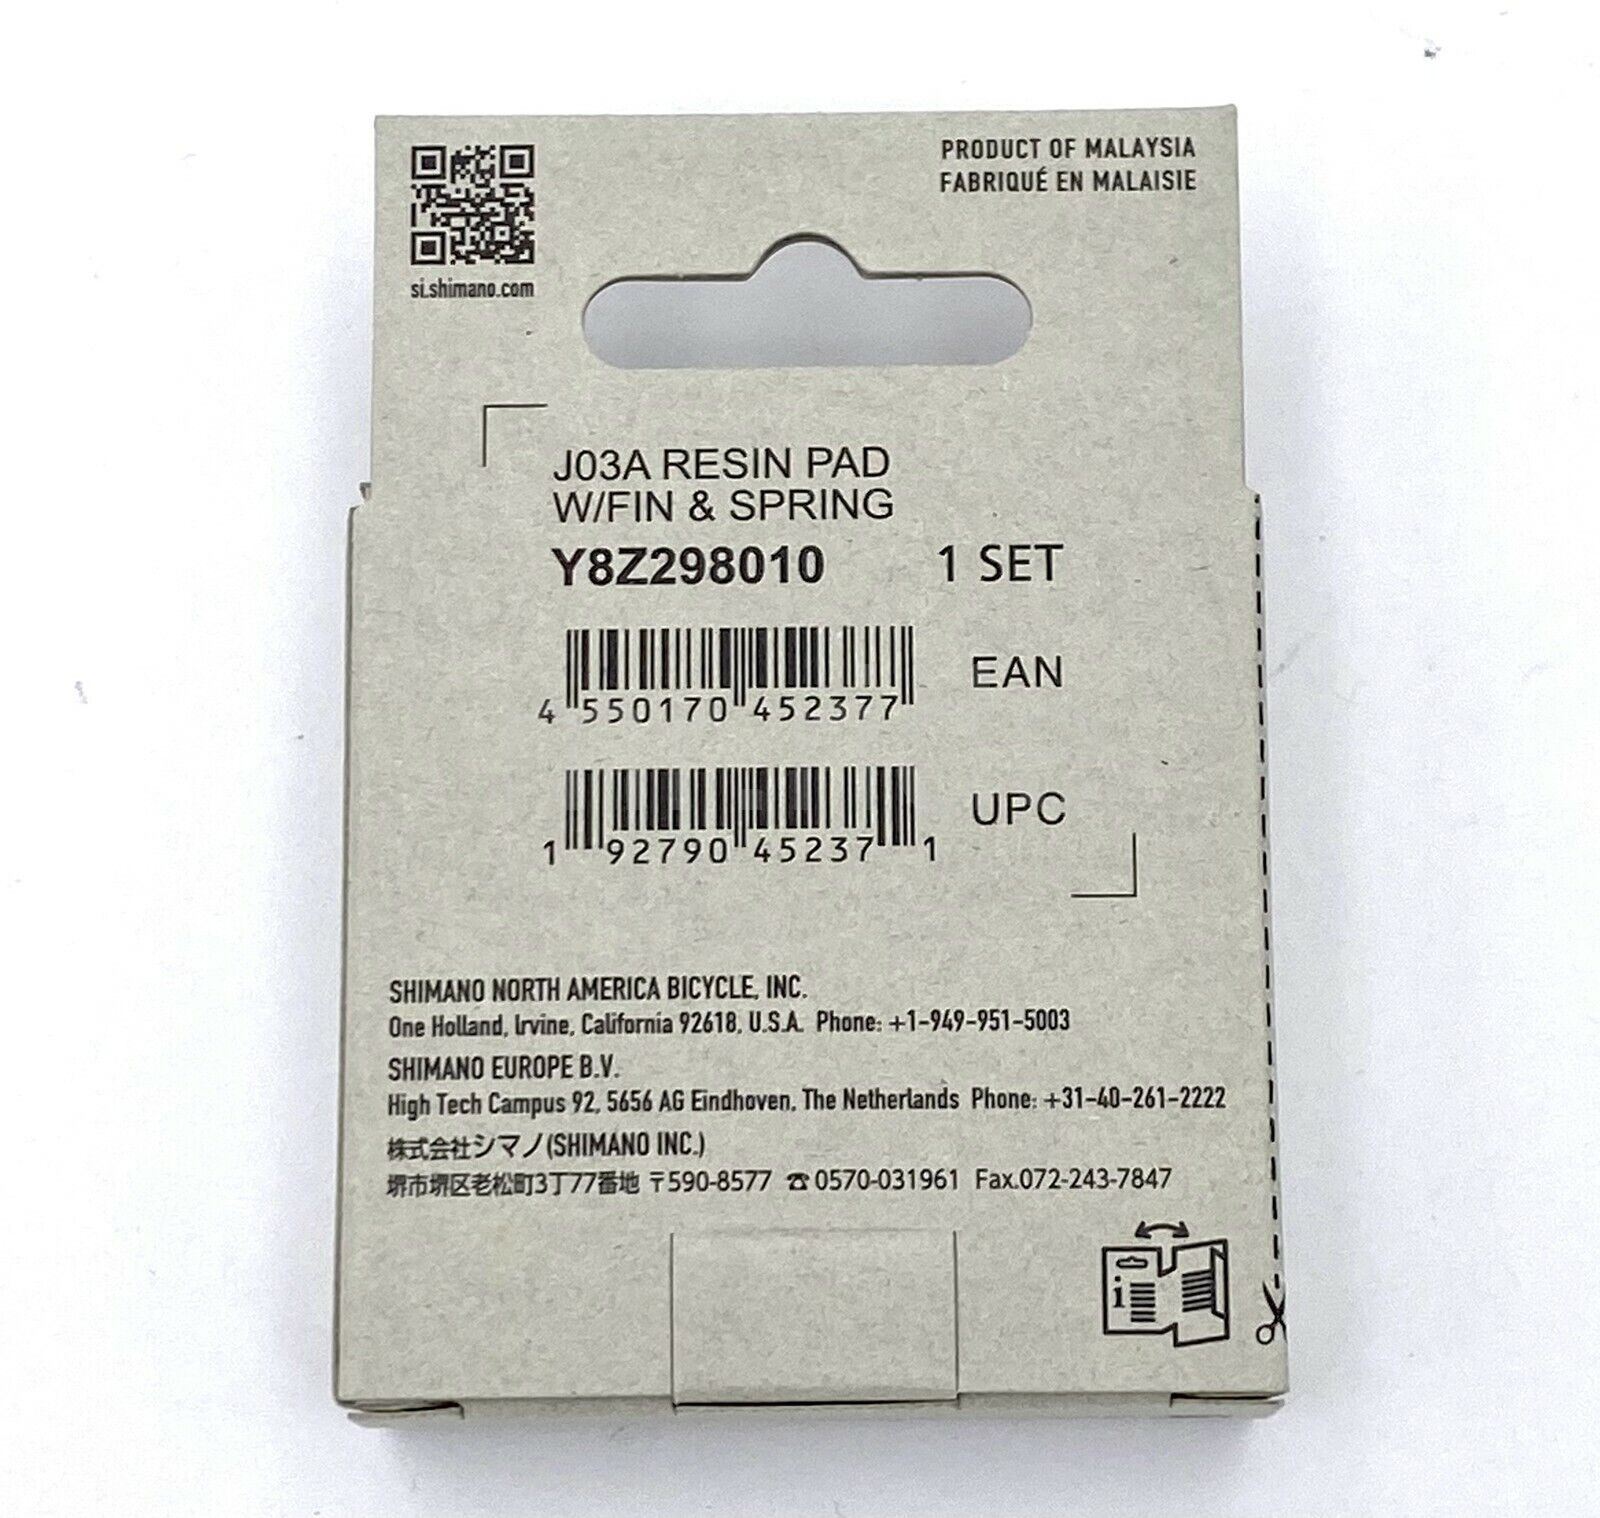 si.shimano.com
PRODUCT OF MALAYSIA
FABRIQUÉ EN MALAISIE
J03A RESIN PAD
W/FIN & SPRING
Y8Z298010 1 SET
4 550170 452377 EAN
1 92790 45237 1 UPC
SHIMANO NORTH AMERICA BICYCLE, INC.
One Holland, Irvine, California 92618, U.S.A. Phone: +1-949-951-5003
SHIMANO EUROPE B.V.
High Tech Campus 92, 5656 AG Eindhoven, The Netherlands Phone: +31-40-261-2222
株式会社シマノ(SHIMANO INC.)
堺市堺区老松町3丁77番地 〒590-8577 ☎0570-031961 Fax.072-243-7847
i